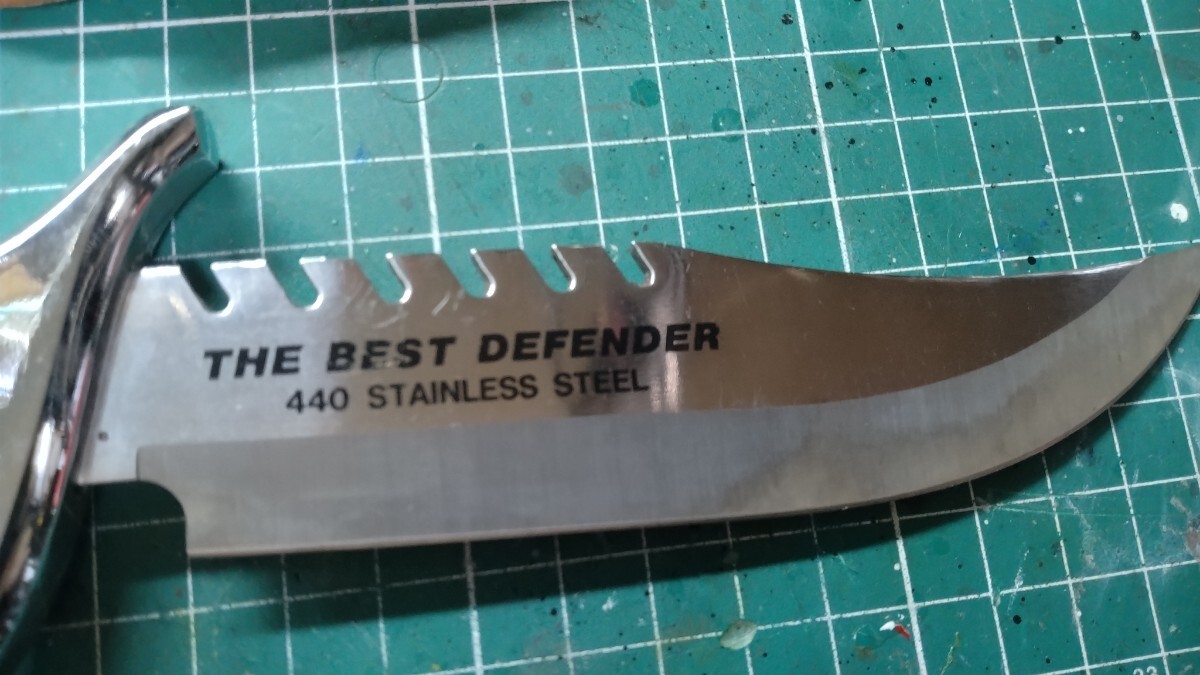 THE BEST DEFENDER
440 STAINLESS STEEL